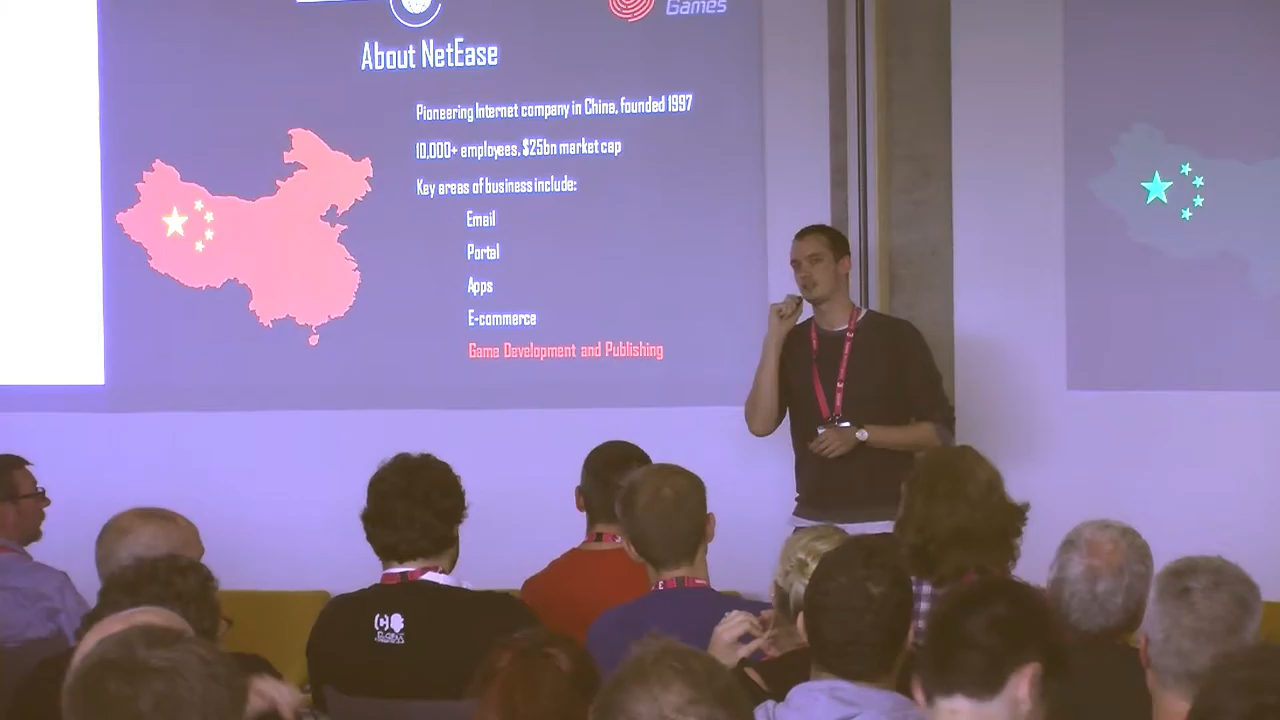 Games
About NetEase
Pioneering Internet company in China, founded 1997
10,000+ employees, $25bn market cap
Key areas of business include:
Email
Portal
Apps
E-commerce
Game Development and Publishing